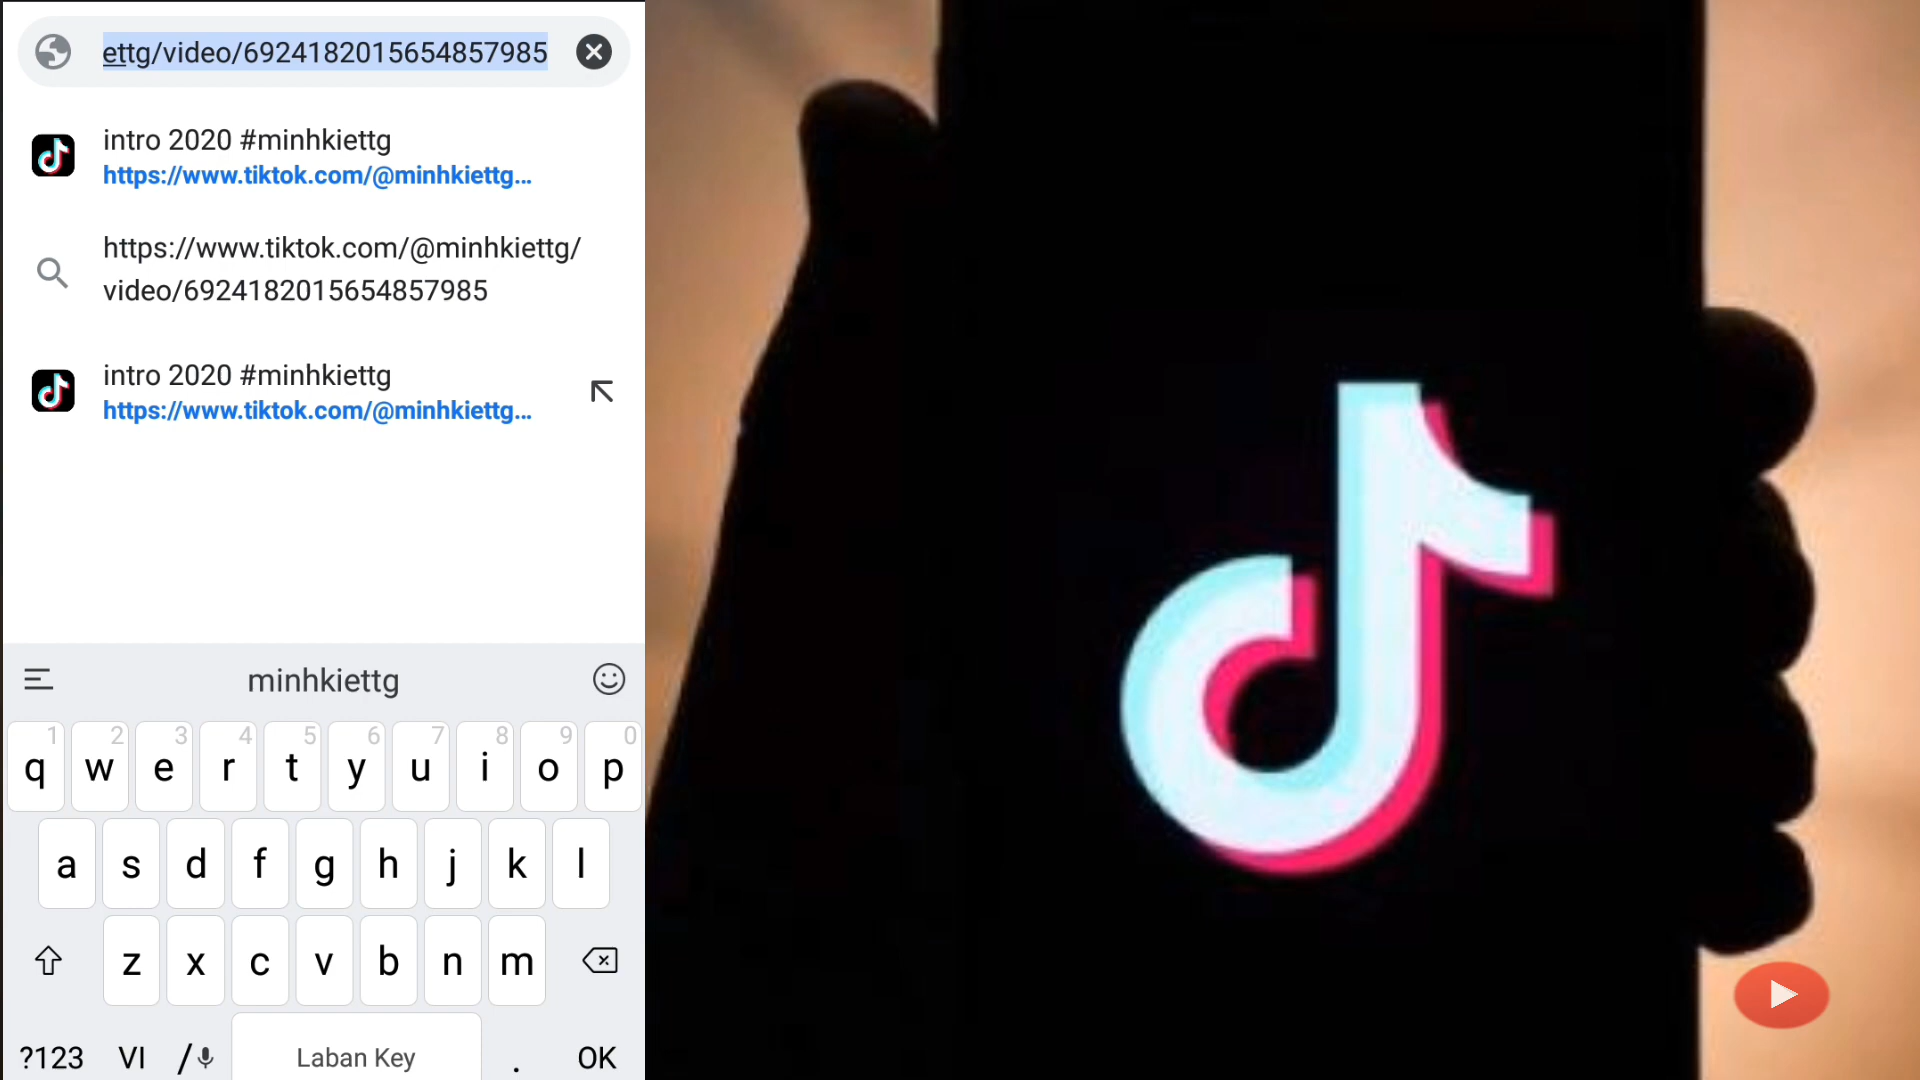 ettg/video/6924182015654857985
intro 2020 #minhkiettg
https://www.tiktok.com/@minhkiettg...
https://www.tiktok.com/@minhkiettg/
video/6924182015654857985
intro 2020 #minhkiettg
https://www.tiktok.com/@minhkiettg...
minhkiettg
1 2 3 4 5 6 7 8 9 0
q w e r t y u i o p
a s d f g h j k l
z x c v b n m
?123 VI / Laban Key . OK